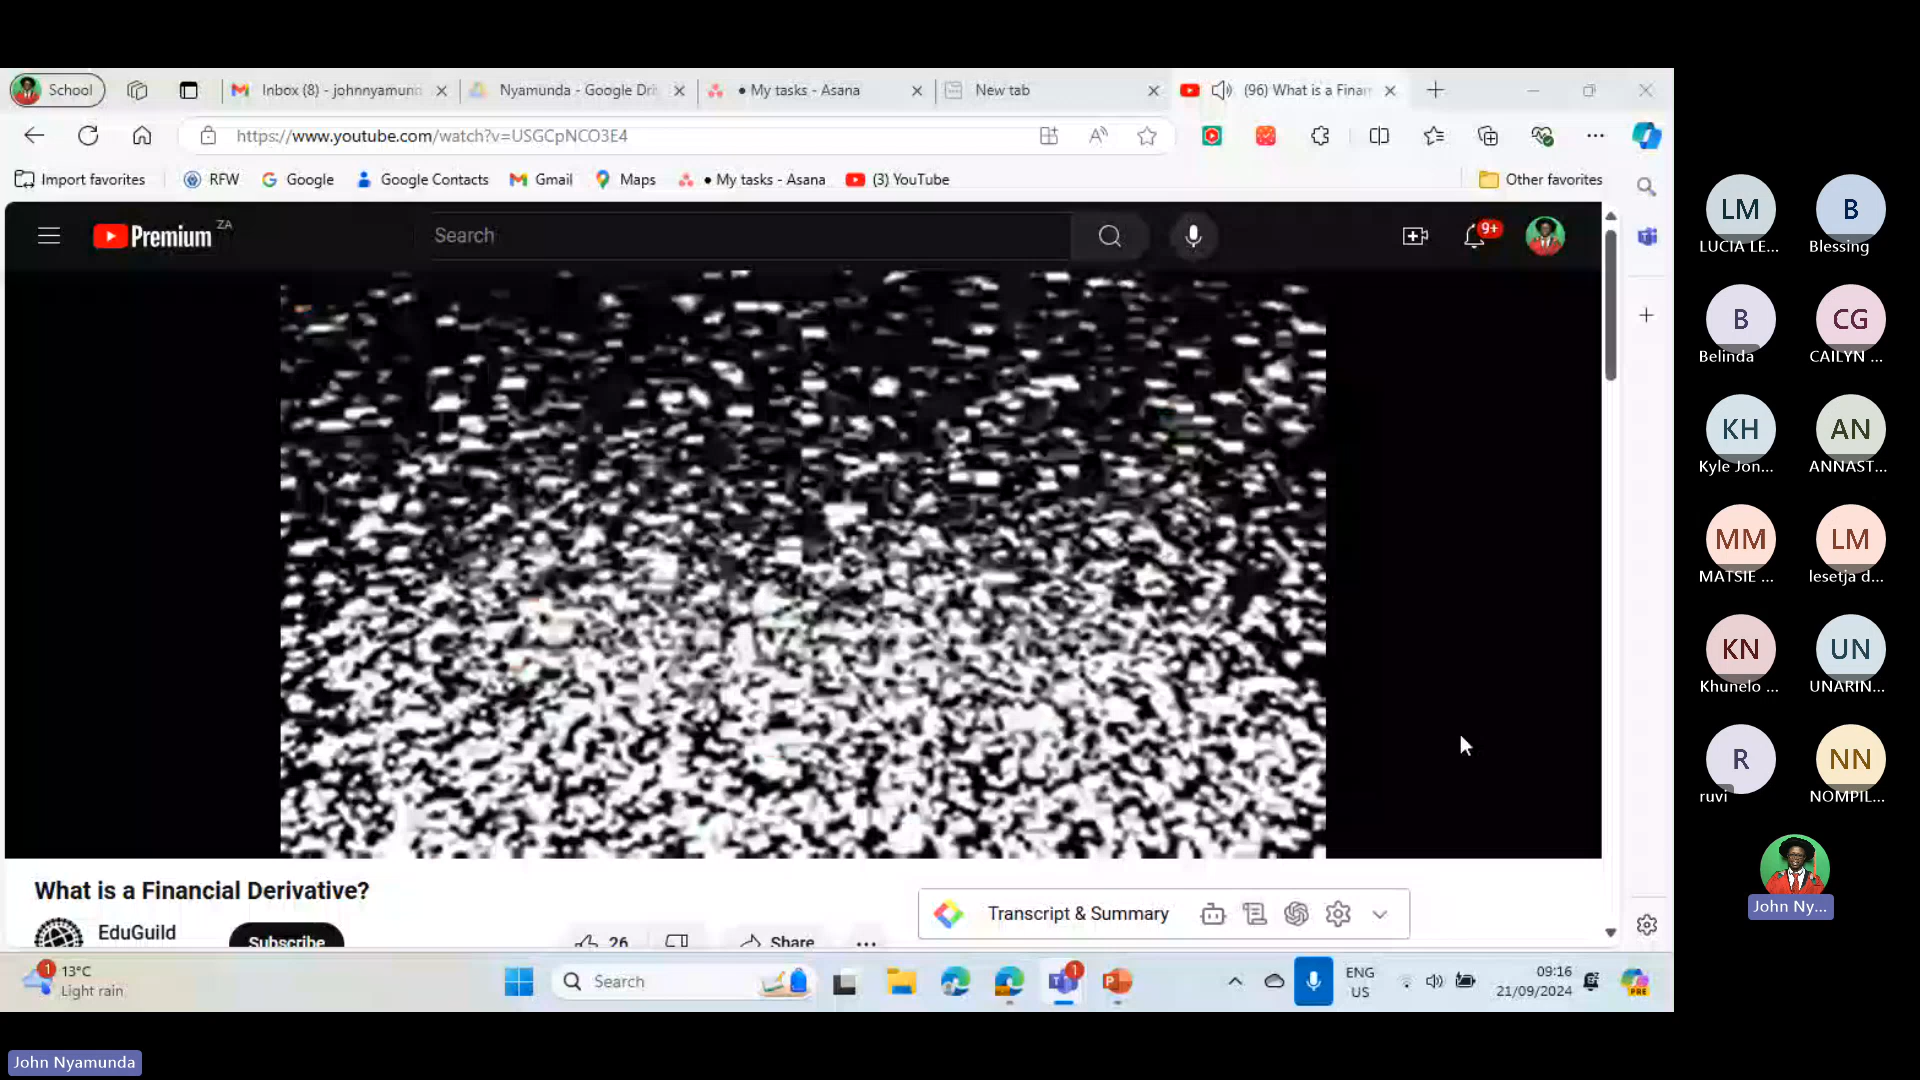 School
Inbox (8) - johnnyamund
Nyamunda - Google Dri
• My tasks - Asana
New tab
(96) What is a Finan
https://www.youtube.com/watch?v=USGCpNCO3E4
Import favorites
RFW
Google
Google Contacts
Gmail
Maps
• My tasks - Asana
(3) YouTube
Other favorites
Premium
ZA
Search
9+
What is a Financial Derivative?
EduGuild
Subscribe
26
Share
...
Transcript & Summary
1
13°C
Light rain
Search
1
ENG
US
09:16
21/09/2024
PRE
LM
LUCIA LE...
B
Blessing
B
Belinda
CG
CAILYN ...
KH
Kyle Jon...
AN
ANNAST...
MM
MATSIE ...
LM
lesetja d...
KN
Khunelo ...
UN
UNARIN...
R
ruvi
NN
NOMPIL...
John Ny...
John Nyamunda